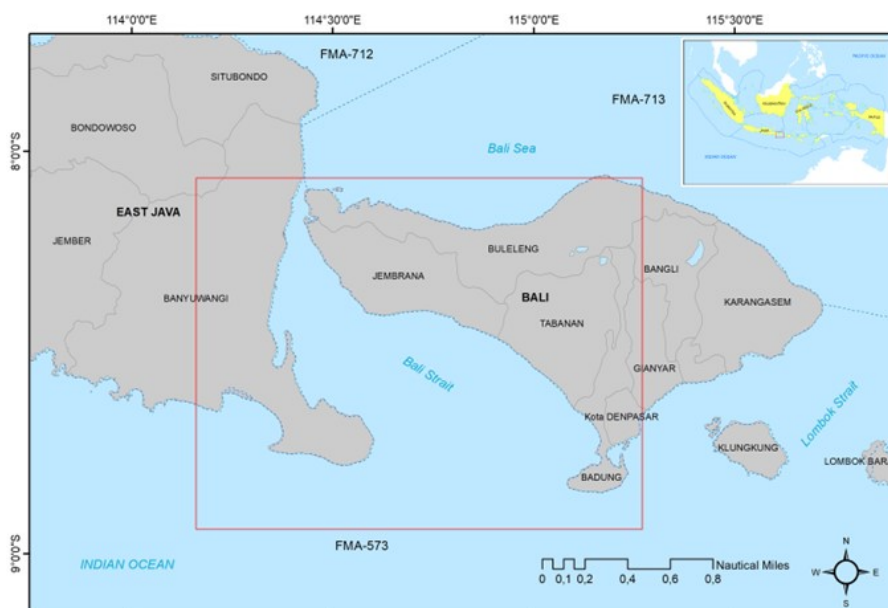 114°0'0"E 114°30'0"E 115°0'0"E 115°30'0"E
FMA-712
SITUBONDO
FMA-713
BONDOWOSO
8°0'0"S
Bali Sea
EAST JAVA
JEMBER
BULELENG
JEMBRANA
BANGLI
BANYUWANGI
BALI
KARANGASEM
TABANAN
Bali Strait
GIANYAR
Lombok Strait
Kota DENPASAR
KLUNGKUNG
LOMBOK BARA
BADUNG
FMA-573
9°0'0"S
INDIAN OCEAN
Nautical Miles
0 0,1 0,2 0,4 0,6 0,8
N
W E
S